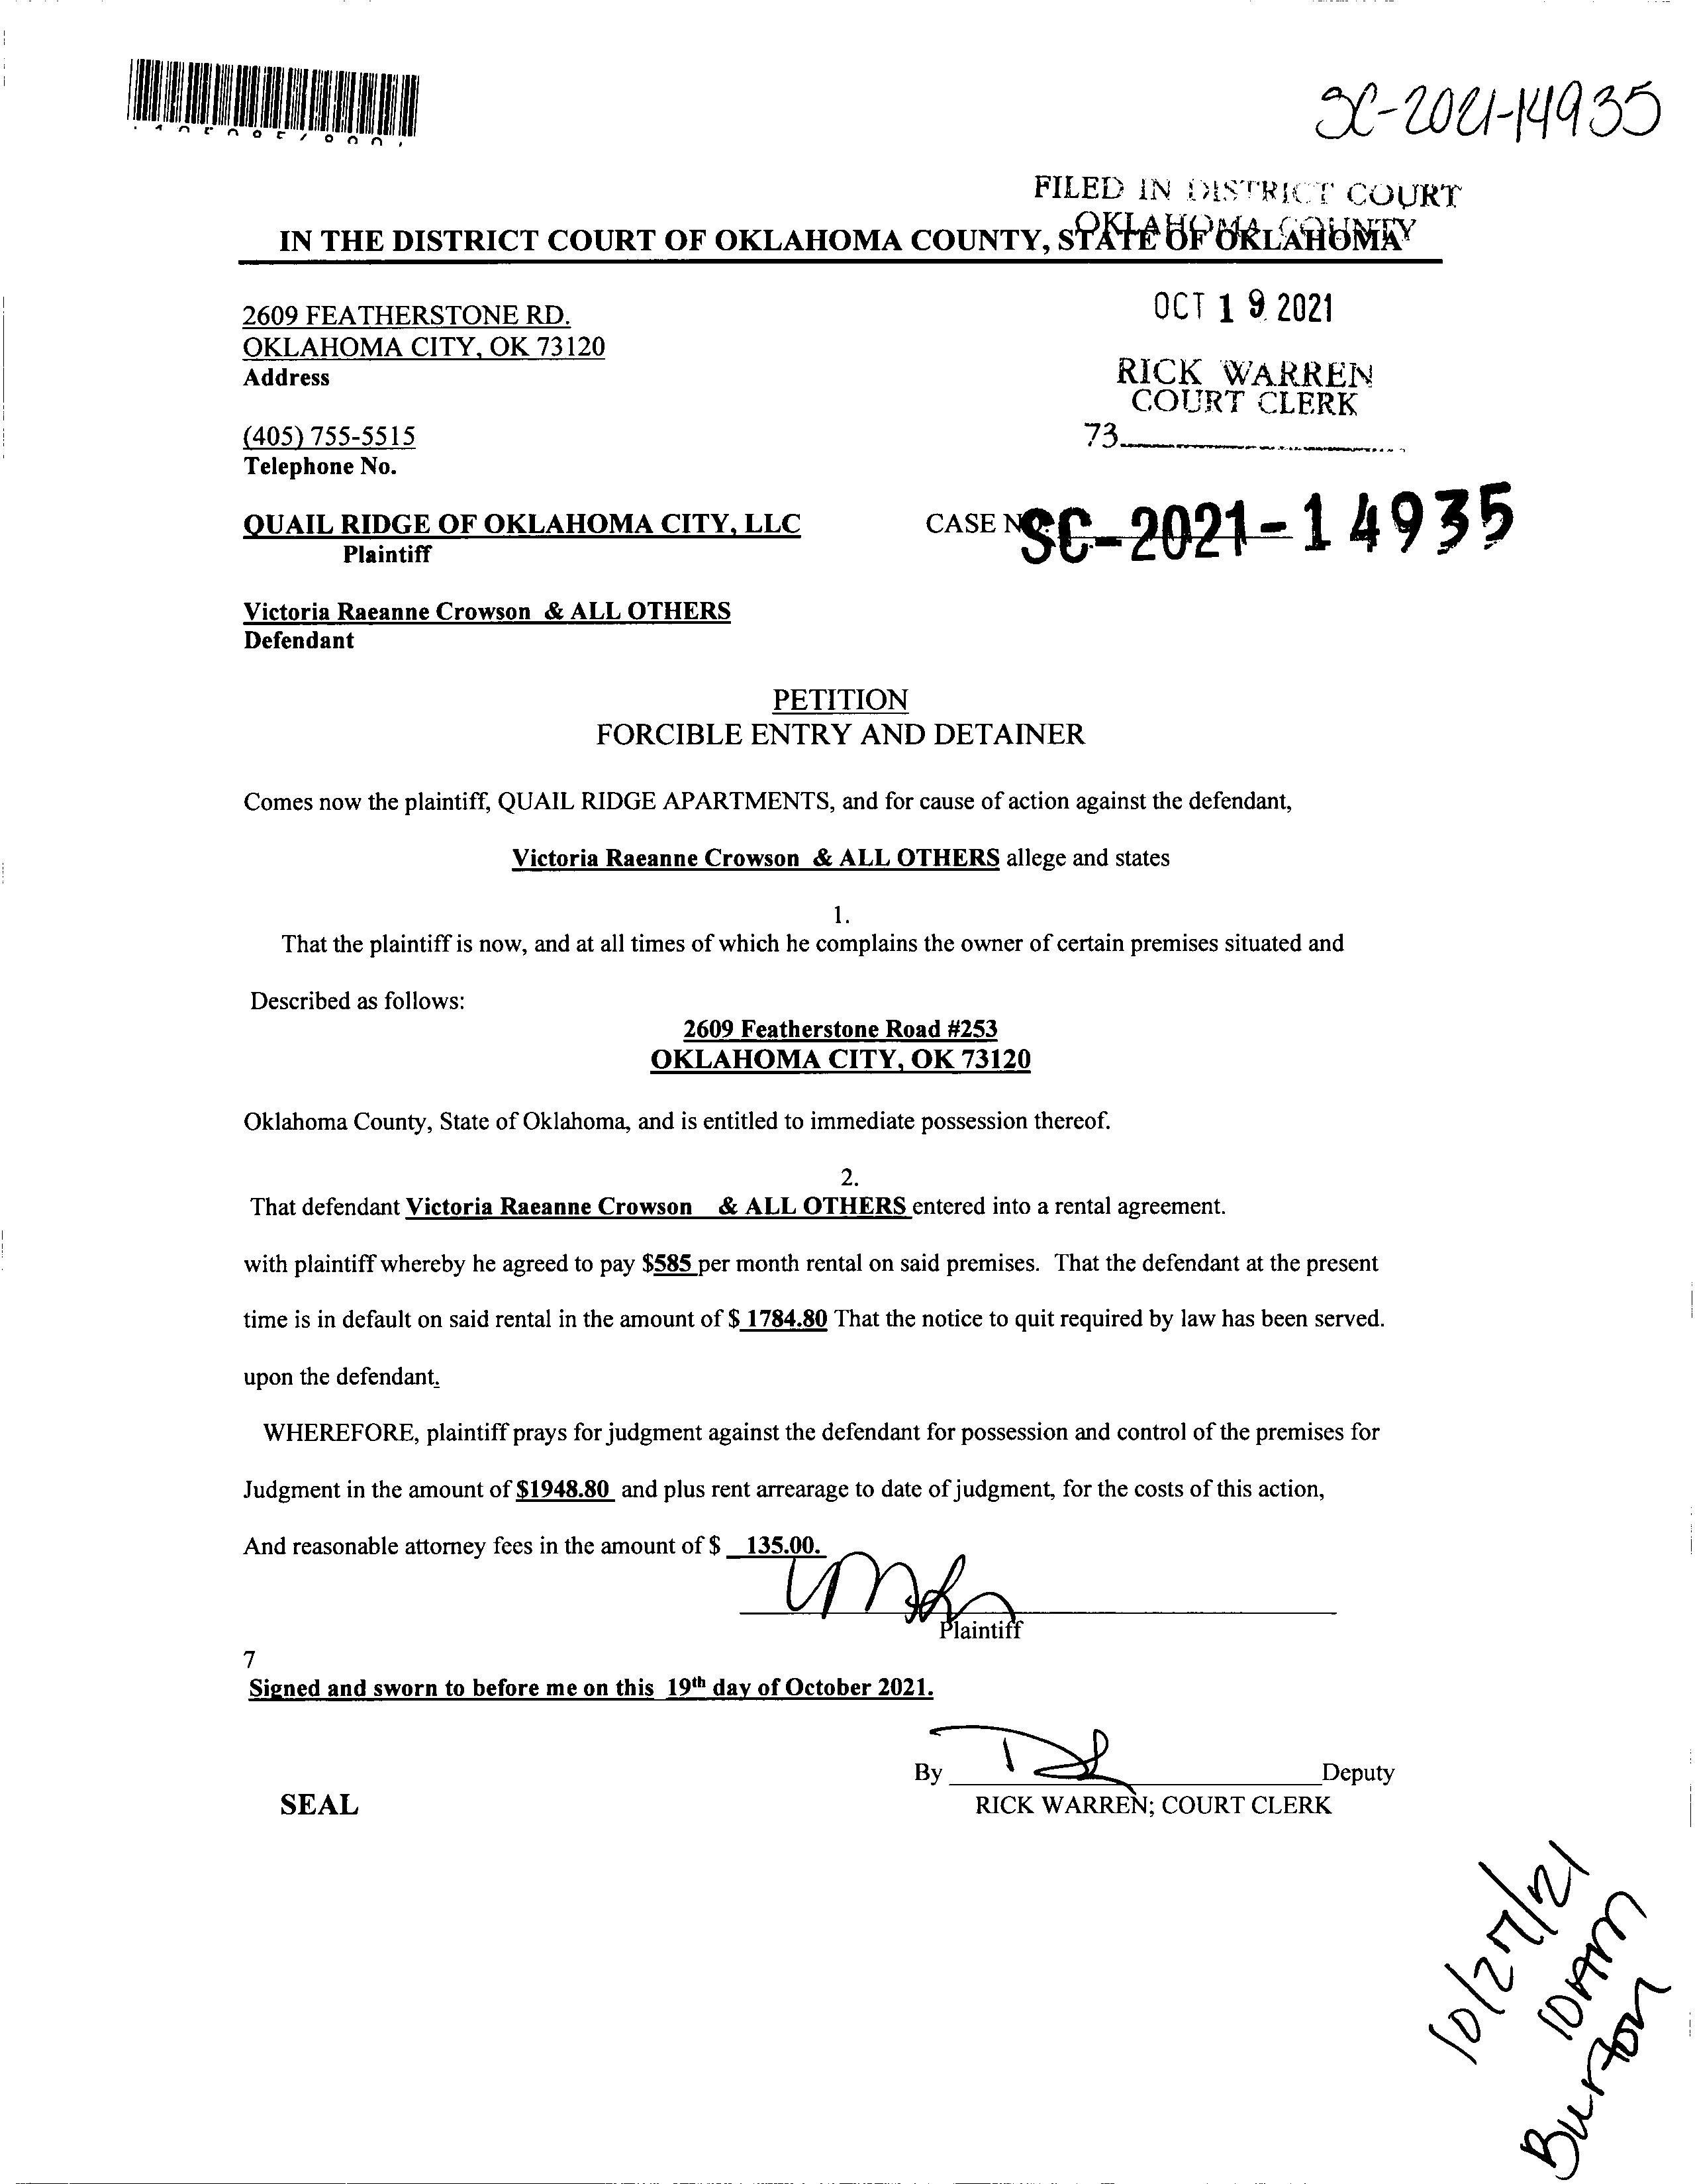 SC-2021-14935
FILED IN DISTRICT COURT
OKLAHOMA COUNTY
IN THE DISTRICT COURT OF OKLAHOMA COUNTY, STATE OF OKLAHOMA
2609 FEATHERSTONE RD.
OKLAHOMA CITY, OK 73120
Address
OCT 19 2021
RICK WARREN
COURT CLERK
73
(405) 755-5515
Telephone No.
QUAIL RIDGE OF OKLAHOMA CITY, LLC
Plaintiff
CASE NO. SC-2021-14935
Victoria Raeanne Crowson & ALL OTHERS
Defendant
PETITION
FORCIBLE ENTRY AND DETAINER
Comes now the plaintiff, QUAIL RIDGE APARTMENTS, and for cause of action against the defendant,
Victoria Raeanne Crowson & ALL OTHERS allege and states
1.
That the plaintiff is now, and at all times of which he complains the owner of certain premises situated and
Described as follows:
2609 Featherstone Road #253
OKLAHOMA CITY, OK 73120
Oklahoma County, State of Oklahoma, and is entitled to immediate possession thereof.
2.
That defendant Victoria Raeanne Crowson & ALL OTHERS entered into a rental agreement.
with plaintiff whereby he agreed to pay $585 per month rental on said premises. That the defendant at the present
time is in default on said rental in the amount of $ 1784.80 That the notice to quit required by law has been served.
upon the defendant.
WHEREFORE, plaintiff prays for judgment against the defendant for possession and control of the premises for
Judgment in the amount of $1948.80 and plus rent arrearage to date of judgment, for the costs of this action,
And reasonable attorney fees in the amount of $ 135.00.
Plaintiff
7
Signed and sworn to before me on this 19th day of October 2021.
By Deputy
SEAL
RICK WARREN; COURT CLERK
10/27/21
10AM
Burton